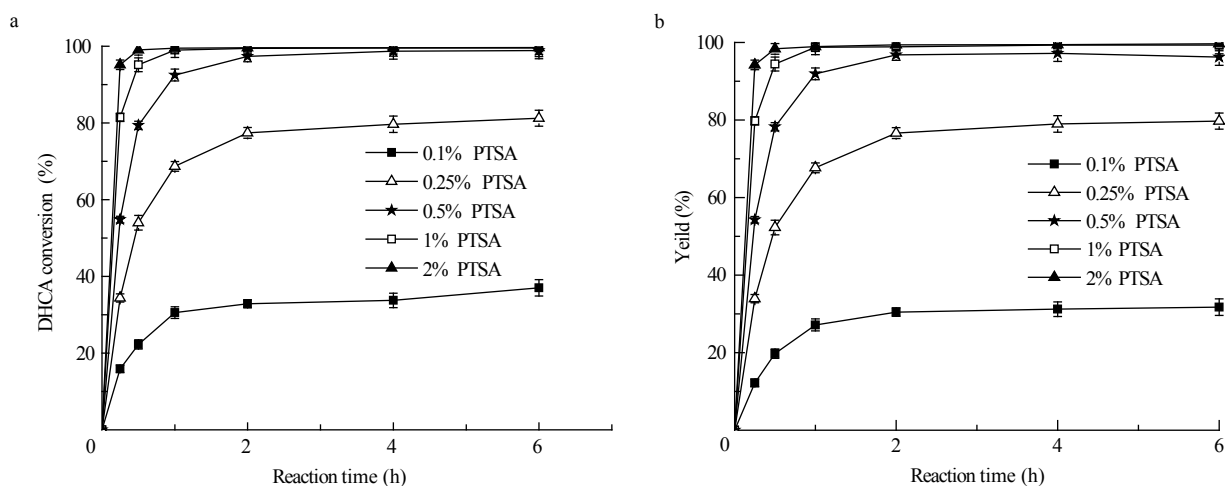 a
DHCA conversion (%)
100
80
60
40
20
0
0.1% PTSA
0.25% PTSA
0.5% PTSA
1% PTSA
2% PTSA
0 2 4 6
Reaction time (h)
b
Yeild (%)
100
80
60
40
20
0.1% PTSA
0.25% PTSA
0.5% PTSA
1% PTSA
2% PTSA
0 2 4 6
Reaction time (h)